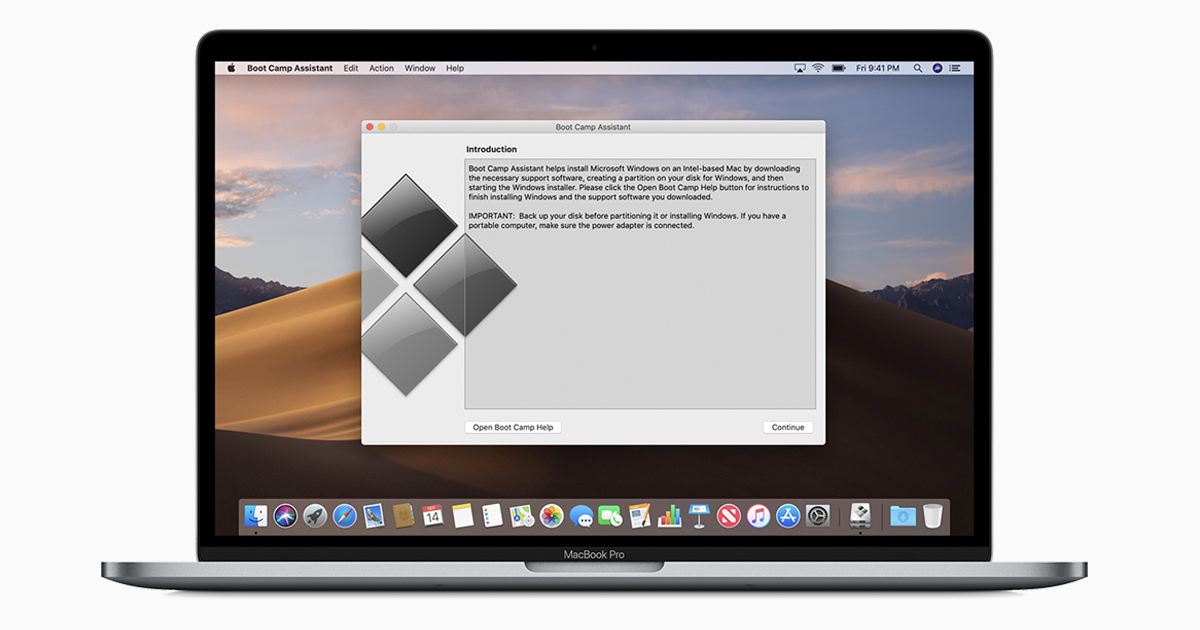 Boot Camp Assistant Edit Action Window Help Fri 9:41 PM
Boot Camp Assistant
Introduction
Boot Camp Assistant helps install Microsoft Windows on an Intel-based Mac by downloading
the necessary support software, creating a partition on your disk for Windows, and then
starting the Windows installer. Please click the Open Boot Camp Help button for instructions to
finish installing Windows and the support software you downloaded.
IMPORTANT: Back up your disk before partitioning it or installing Windows. If you have a
portable computer, make sure the power adapter is connected.
Open Boot Camp Help Continue
14
MacBook Pro